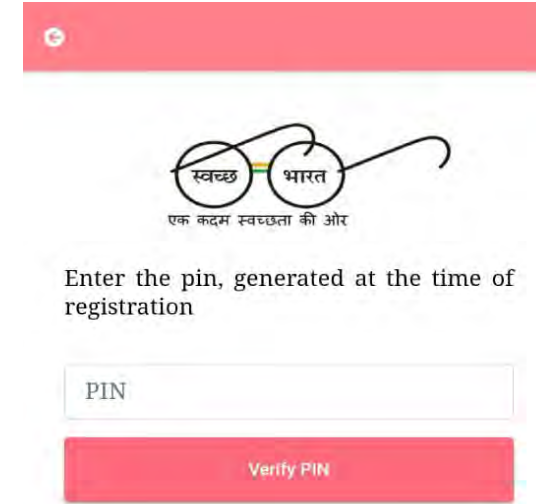 स्वच्छ भारत
एक कदम स्वच्छता की ओर
Enter the pin, generated at the time of
registration
PIN
Verify PIN